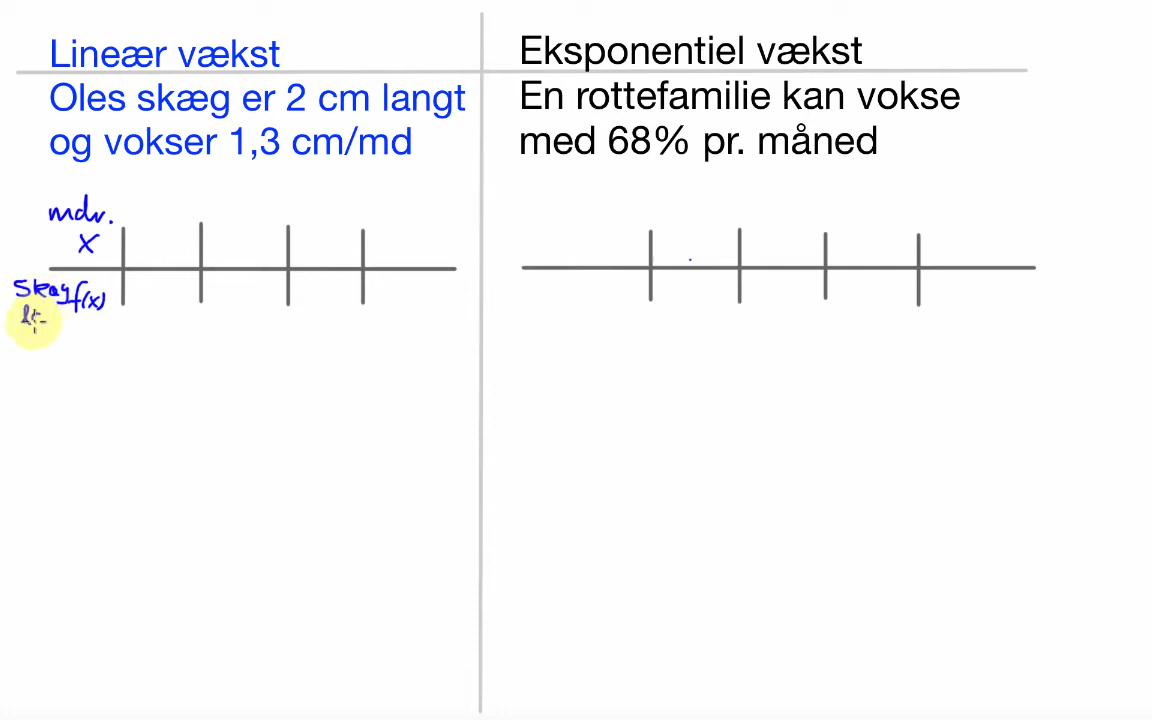 Lineær vækst
Oles skæg er 2 cm langt
og vokser 1,3 cm/md
mdr.
x
skæg f(x)
Eksponentiel vækst
En rottefamilie kan vokse
med 68% pr. måned